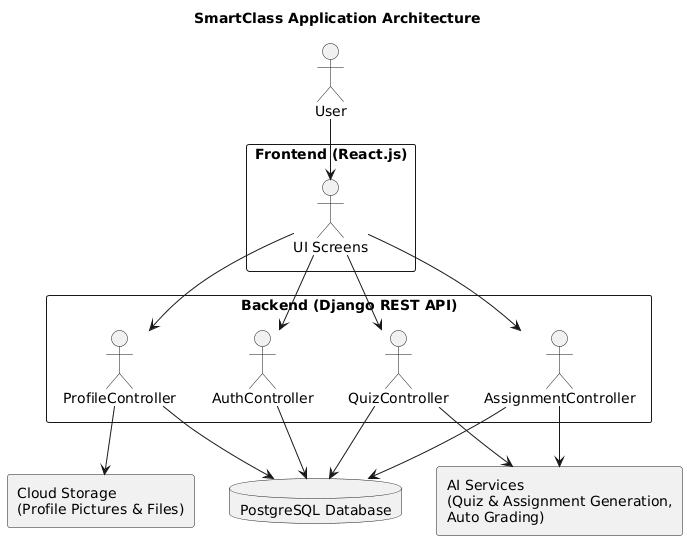 SmartClass Application Architecture
User
Frontend (React.js)
UI Screens
Backend (Django REST API)
ProfileController
AuthController
QuizController
AssignmentController
Cloud Storage
(Profile Pictures & Files)
PostgreSQL Database
AI Services
(Quiz & Assignment Generation,
Auto Grading)